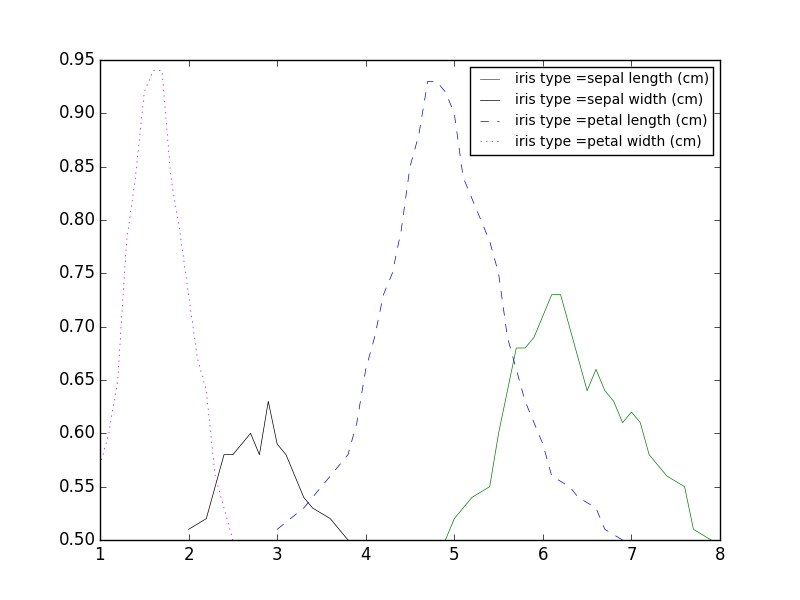 0.95
0.90
0.85
0.80
0.75
0.70
0.65
0.60
0.55
0.50
1 2 3 4 5 6 7 8
iris type =sepal length (cm)
iris type =sepal width (cm)
iris type =petal length (cm)
iris type =petal width (cm)